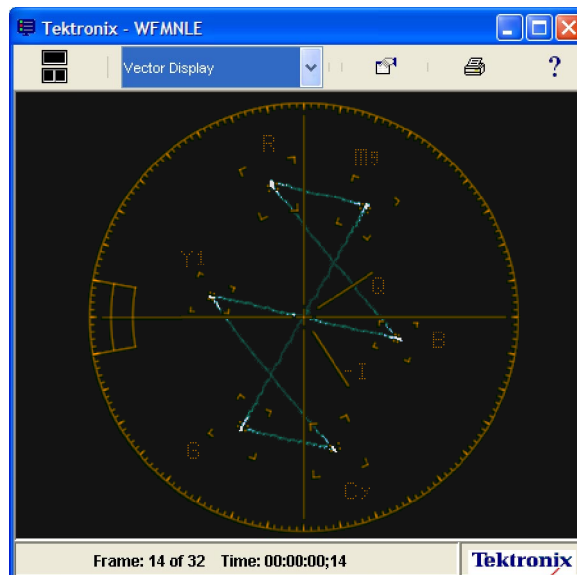 Tektronix - WFMNLE
Vector Display
?
R
Mg
Yl
Q
B
-I
G
Cy
Frame: 14 of 32 Time: 00:00:00;14
Tektronix